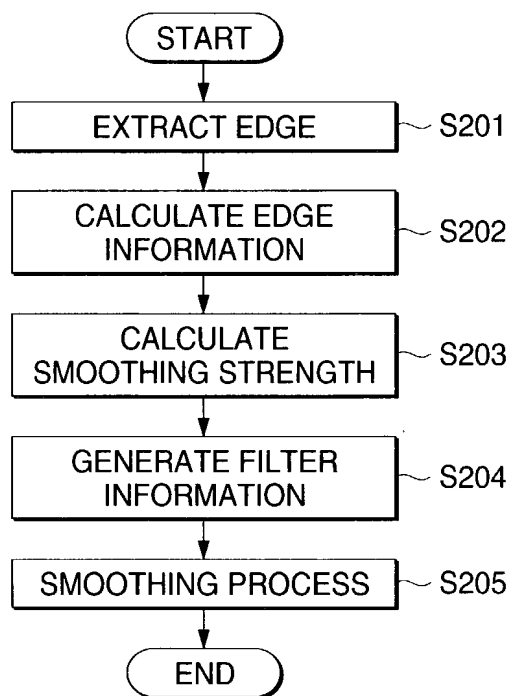 START
EXTRACT EDGE
S201
CALCULATE EDGE
INFORMATION
S202
CALCULATE
SMOOTHING STRENGTH
S203
GENERATE FILTER
INFORMATION
S204
SMOOTHING PROCESS
S205
END